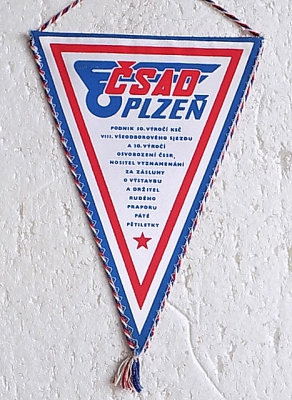 ČSAD
PLZEŇ
PODNIK 50. VÝROČÍ KSČ
VIII. VŠEODBOROVÉHO SJEZDU
A 30. VÝROČÍ
OSVOBOZENÍ ČSSR,
NOSITEL VYZNAMENÁNÍ
ZA ZÁSLUHY
O VÝSTAVBU
A DRŽITEL
RUDÉHO
PRAPORU
PÁTÉ
PĚTILETKY